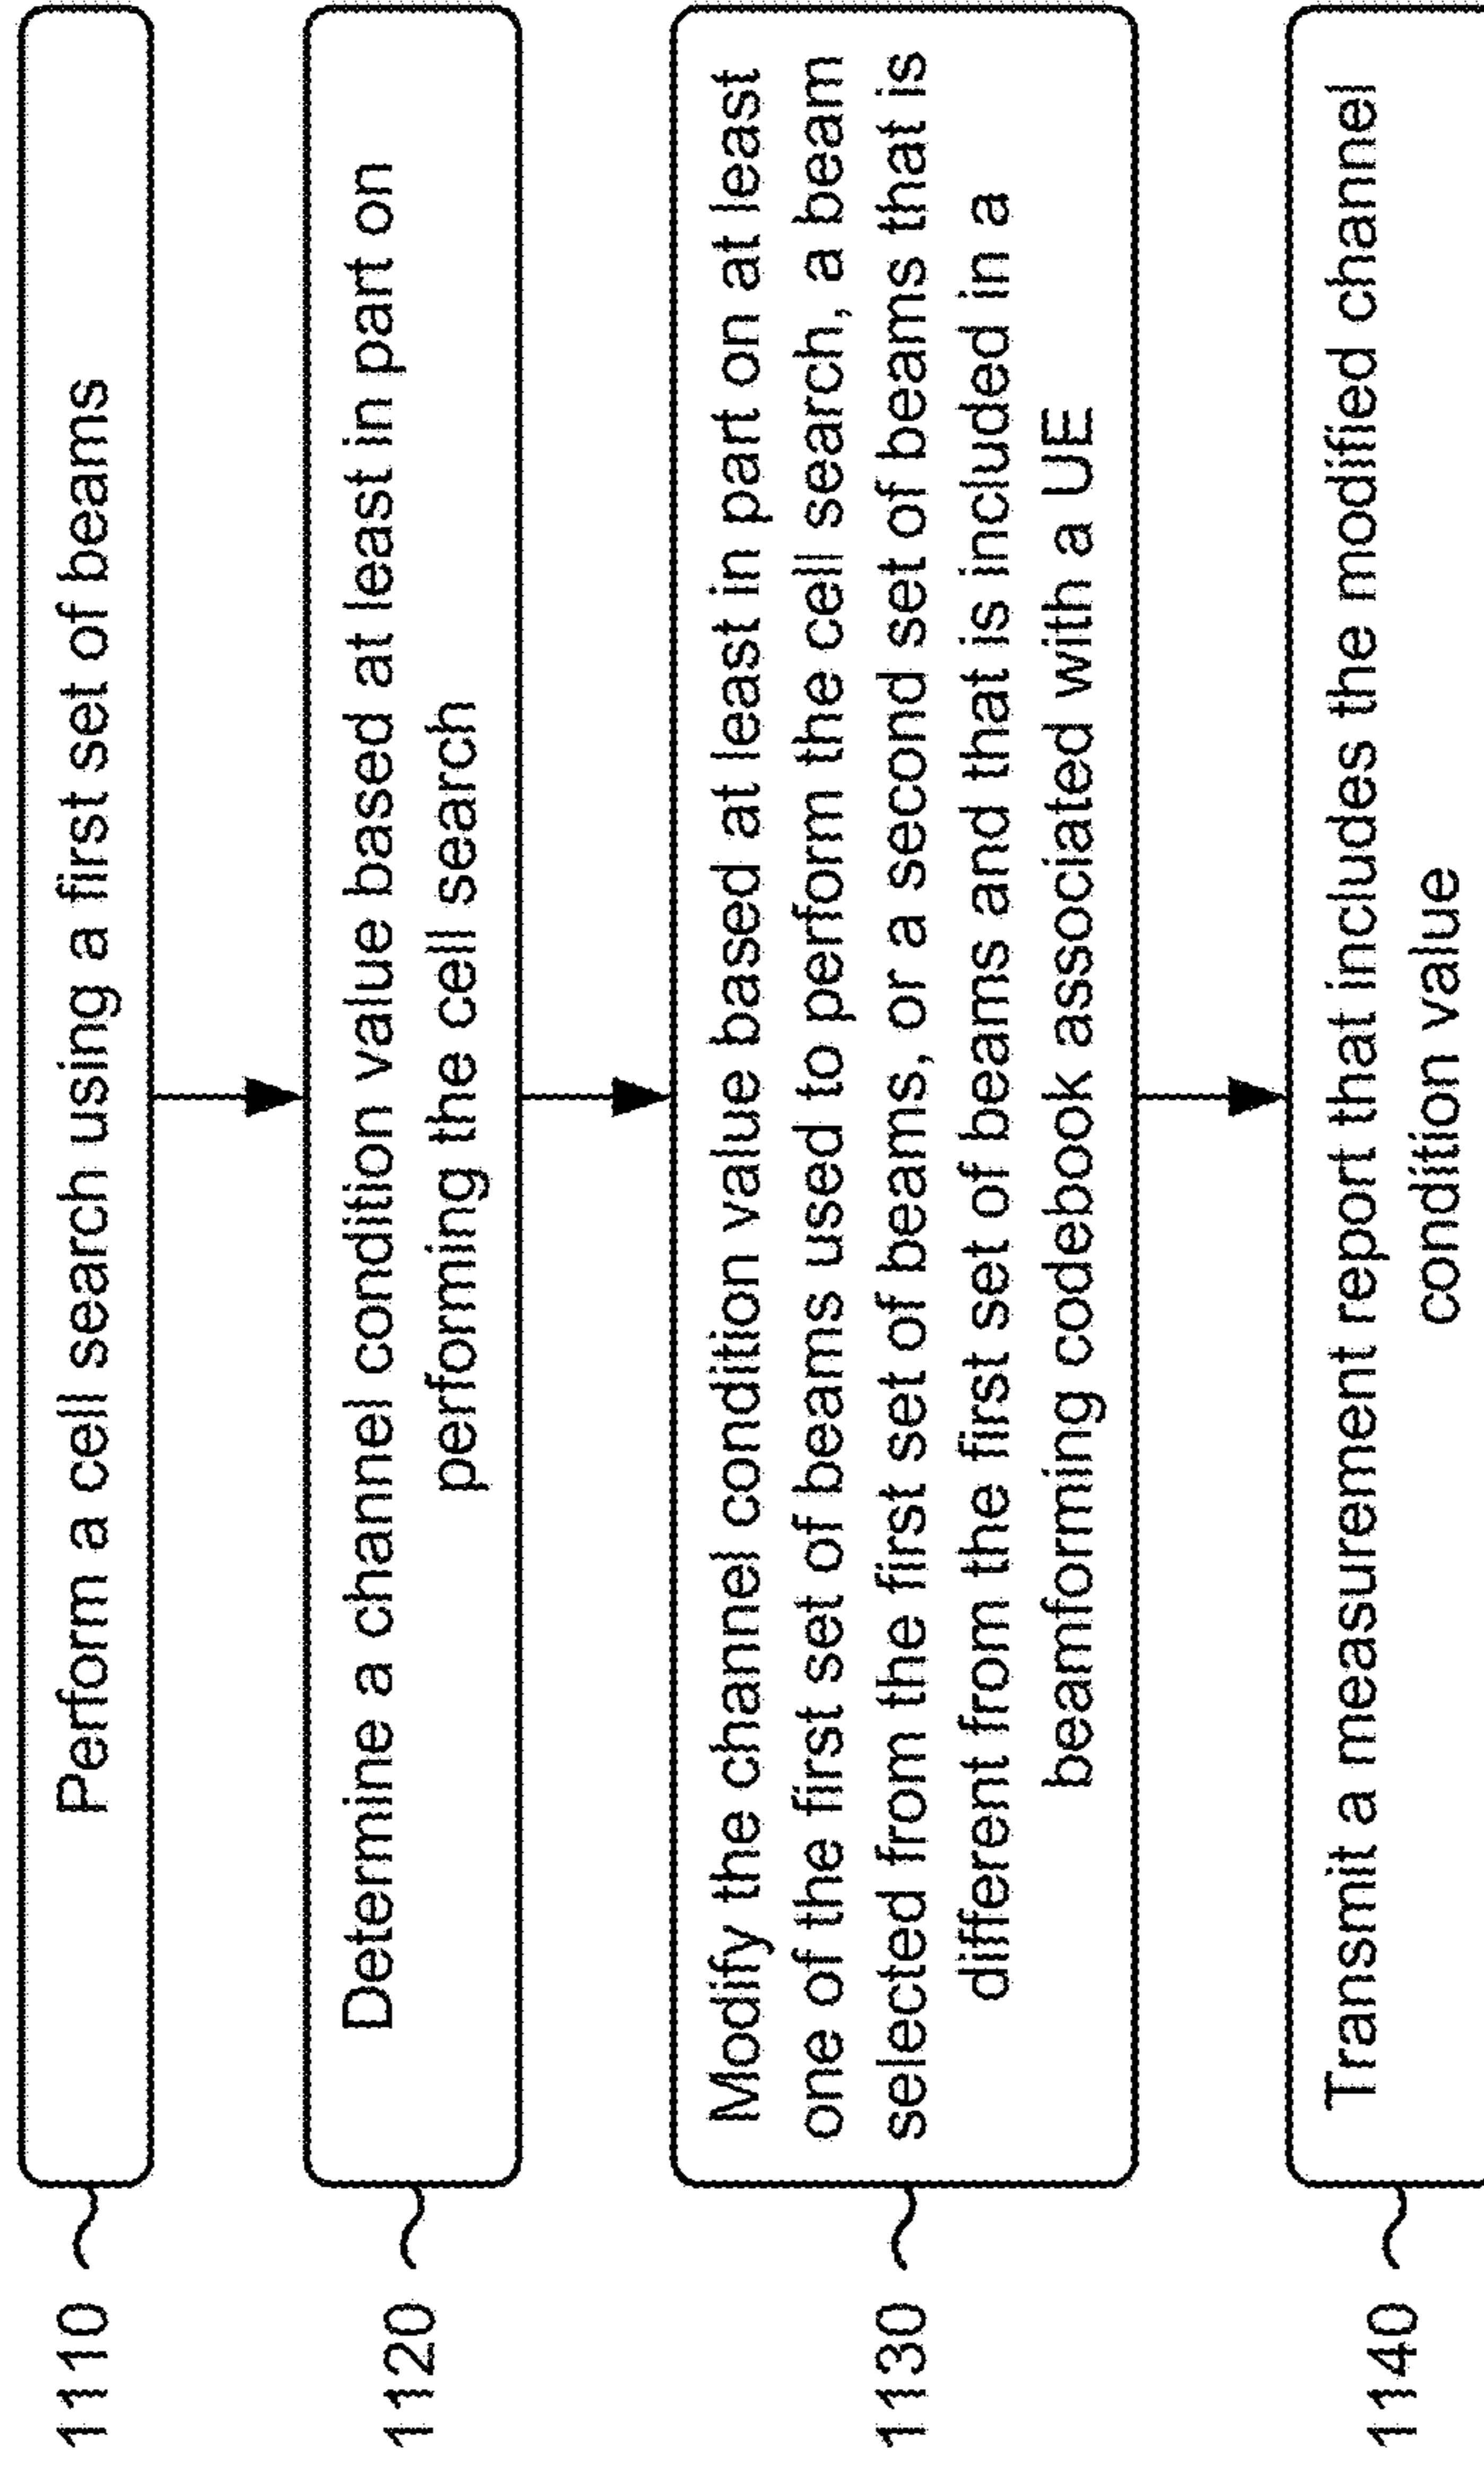 1110
Perform a cell search using a first set of beams
1120
Determine a channel condition value based at least in part on
performing the cell search
1130
Modify the channel condition value based at least in part on at least
one of the first set of beams used to perform the cell search, a beam
selected from the first set of beams, or a second set of beams that is
different from the first set of beams and that is included in a
beamforming codebook associated with a UE
1140
Transmit a measurement report that includes the modified channel
condition value